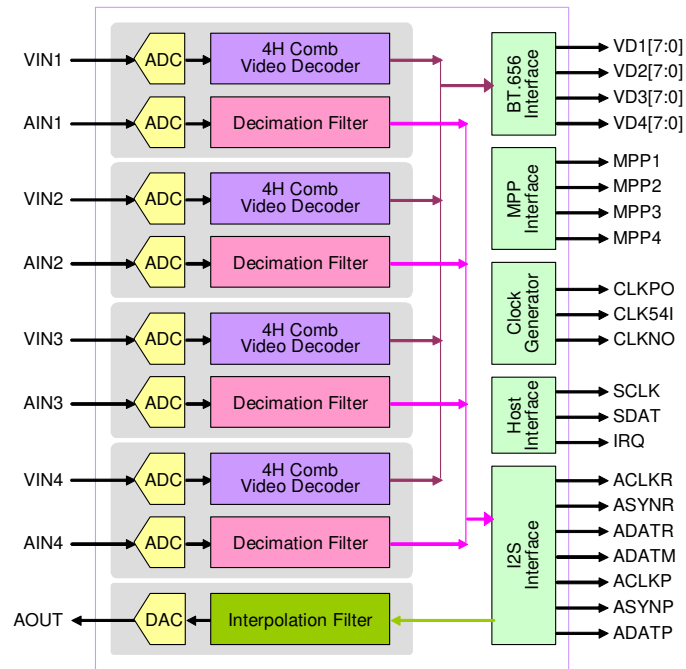 VIN1
ADC
4H Comb
Video Decoder
AIN1
ADC
Decimation Filter
VIN2
ADC
4H Comb
Video Decoder
AIN2
ADC
Decimation Filter
VIN3
ADC
4H Comb
Video Decoder
AIN3
ADC
Decimation Filter
VIN4
ADC
4H Comb
Video Decoder
AIN4
ADC
Decimation Filter
AOUT
DAC
Interpolation Filter
BT.656
Interface
VD1[7:0]
VD2[7:0]
VD3[7:0]
VD4[7:0]
MPP
Interface
MPP1
MPP2
MPP3
MPP4
Clock
Generator
CLKPO
CLK54I
CLKNO
Host
Interface
SCLK
SDAT
IRQ
I2S
Interface
ACLKR
ASYNR
ADATR
ADATM
ACLKP
ASYNP
ADATP